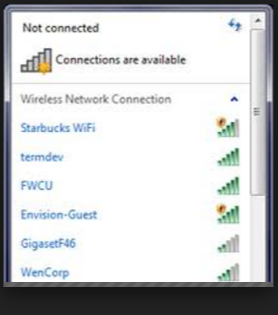 Not connected
Connections are available
Wireless Network Connection
Starbucks WiFi
termdev
FWCU
Envision-Guest
GigasetF46
WenCorp